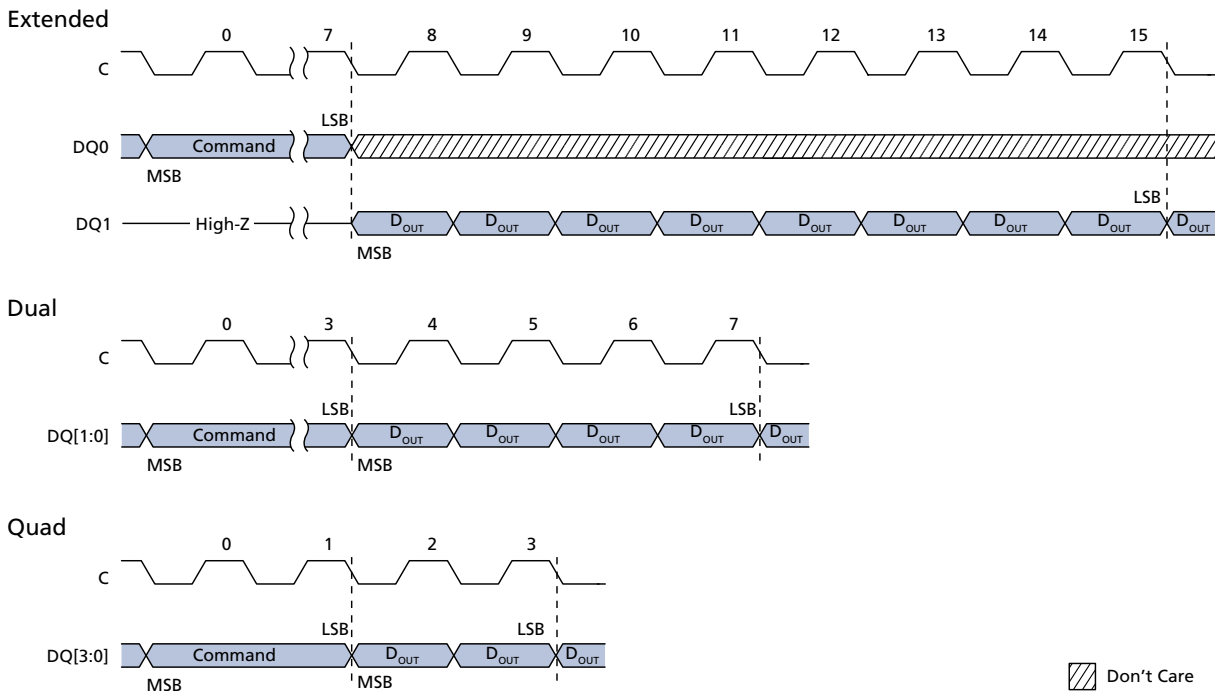 Extended
0 7 8 9 10 11 12 13 14 15
C
LSB
DQ0 Command
MSB
LSB
DQ1 High-Z DOUT DOUT DOUT DOUT DOUT DOUT DOUT DOUT DOUT
MSB
Dual
0 3 4 5 6 7
C
LSB LSB
DQ[1:0] Command DOUT DOUT DOUT DOUT DOUT
MSB MSB
Quad
0 1 2 3
C
LSB LSB
DQ[3:0] Command DOUT DOUT DOUT
MSB MSB
Don't Care